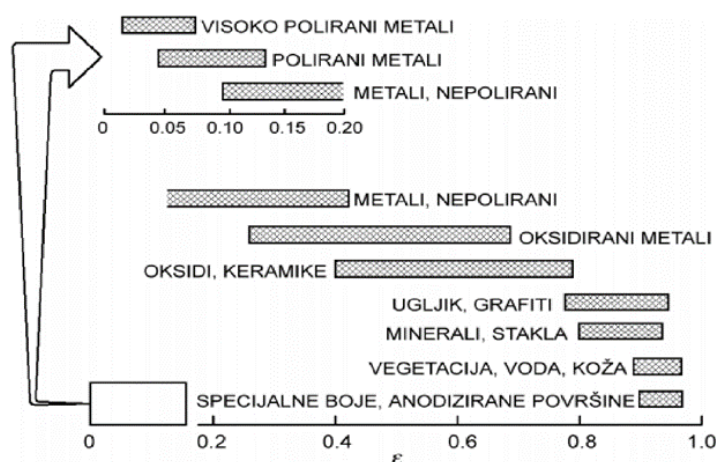 VISOKO POLIRANI METALI
POLIRANI METALI
METALI, NEPOLIRANI
0 0.05 0.10 0.15 0.20
METALI, NEPOLIRANI
OKSIDIRANI METALI
OKSIDI, KERAMIKE
UGLJIK, GRAFITI
MINERALI, STAKLA
VEGETACIJA, VODA, KOŽA
SPECIJALNE BOJE, ANODIZIRANE POVRŠINE
0 0.2 0.4 0.6 0.8 1.0
ε